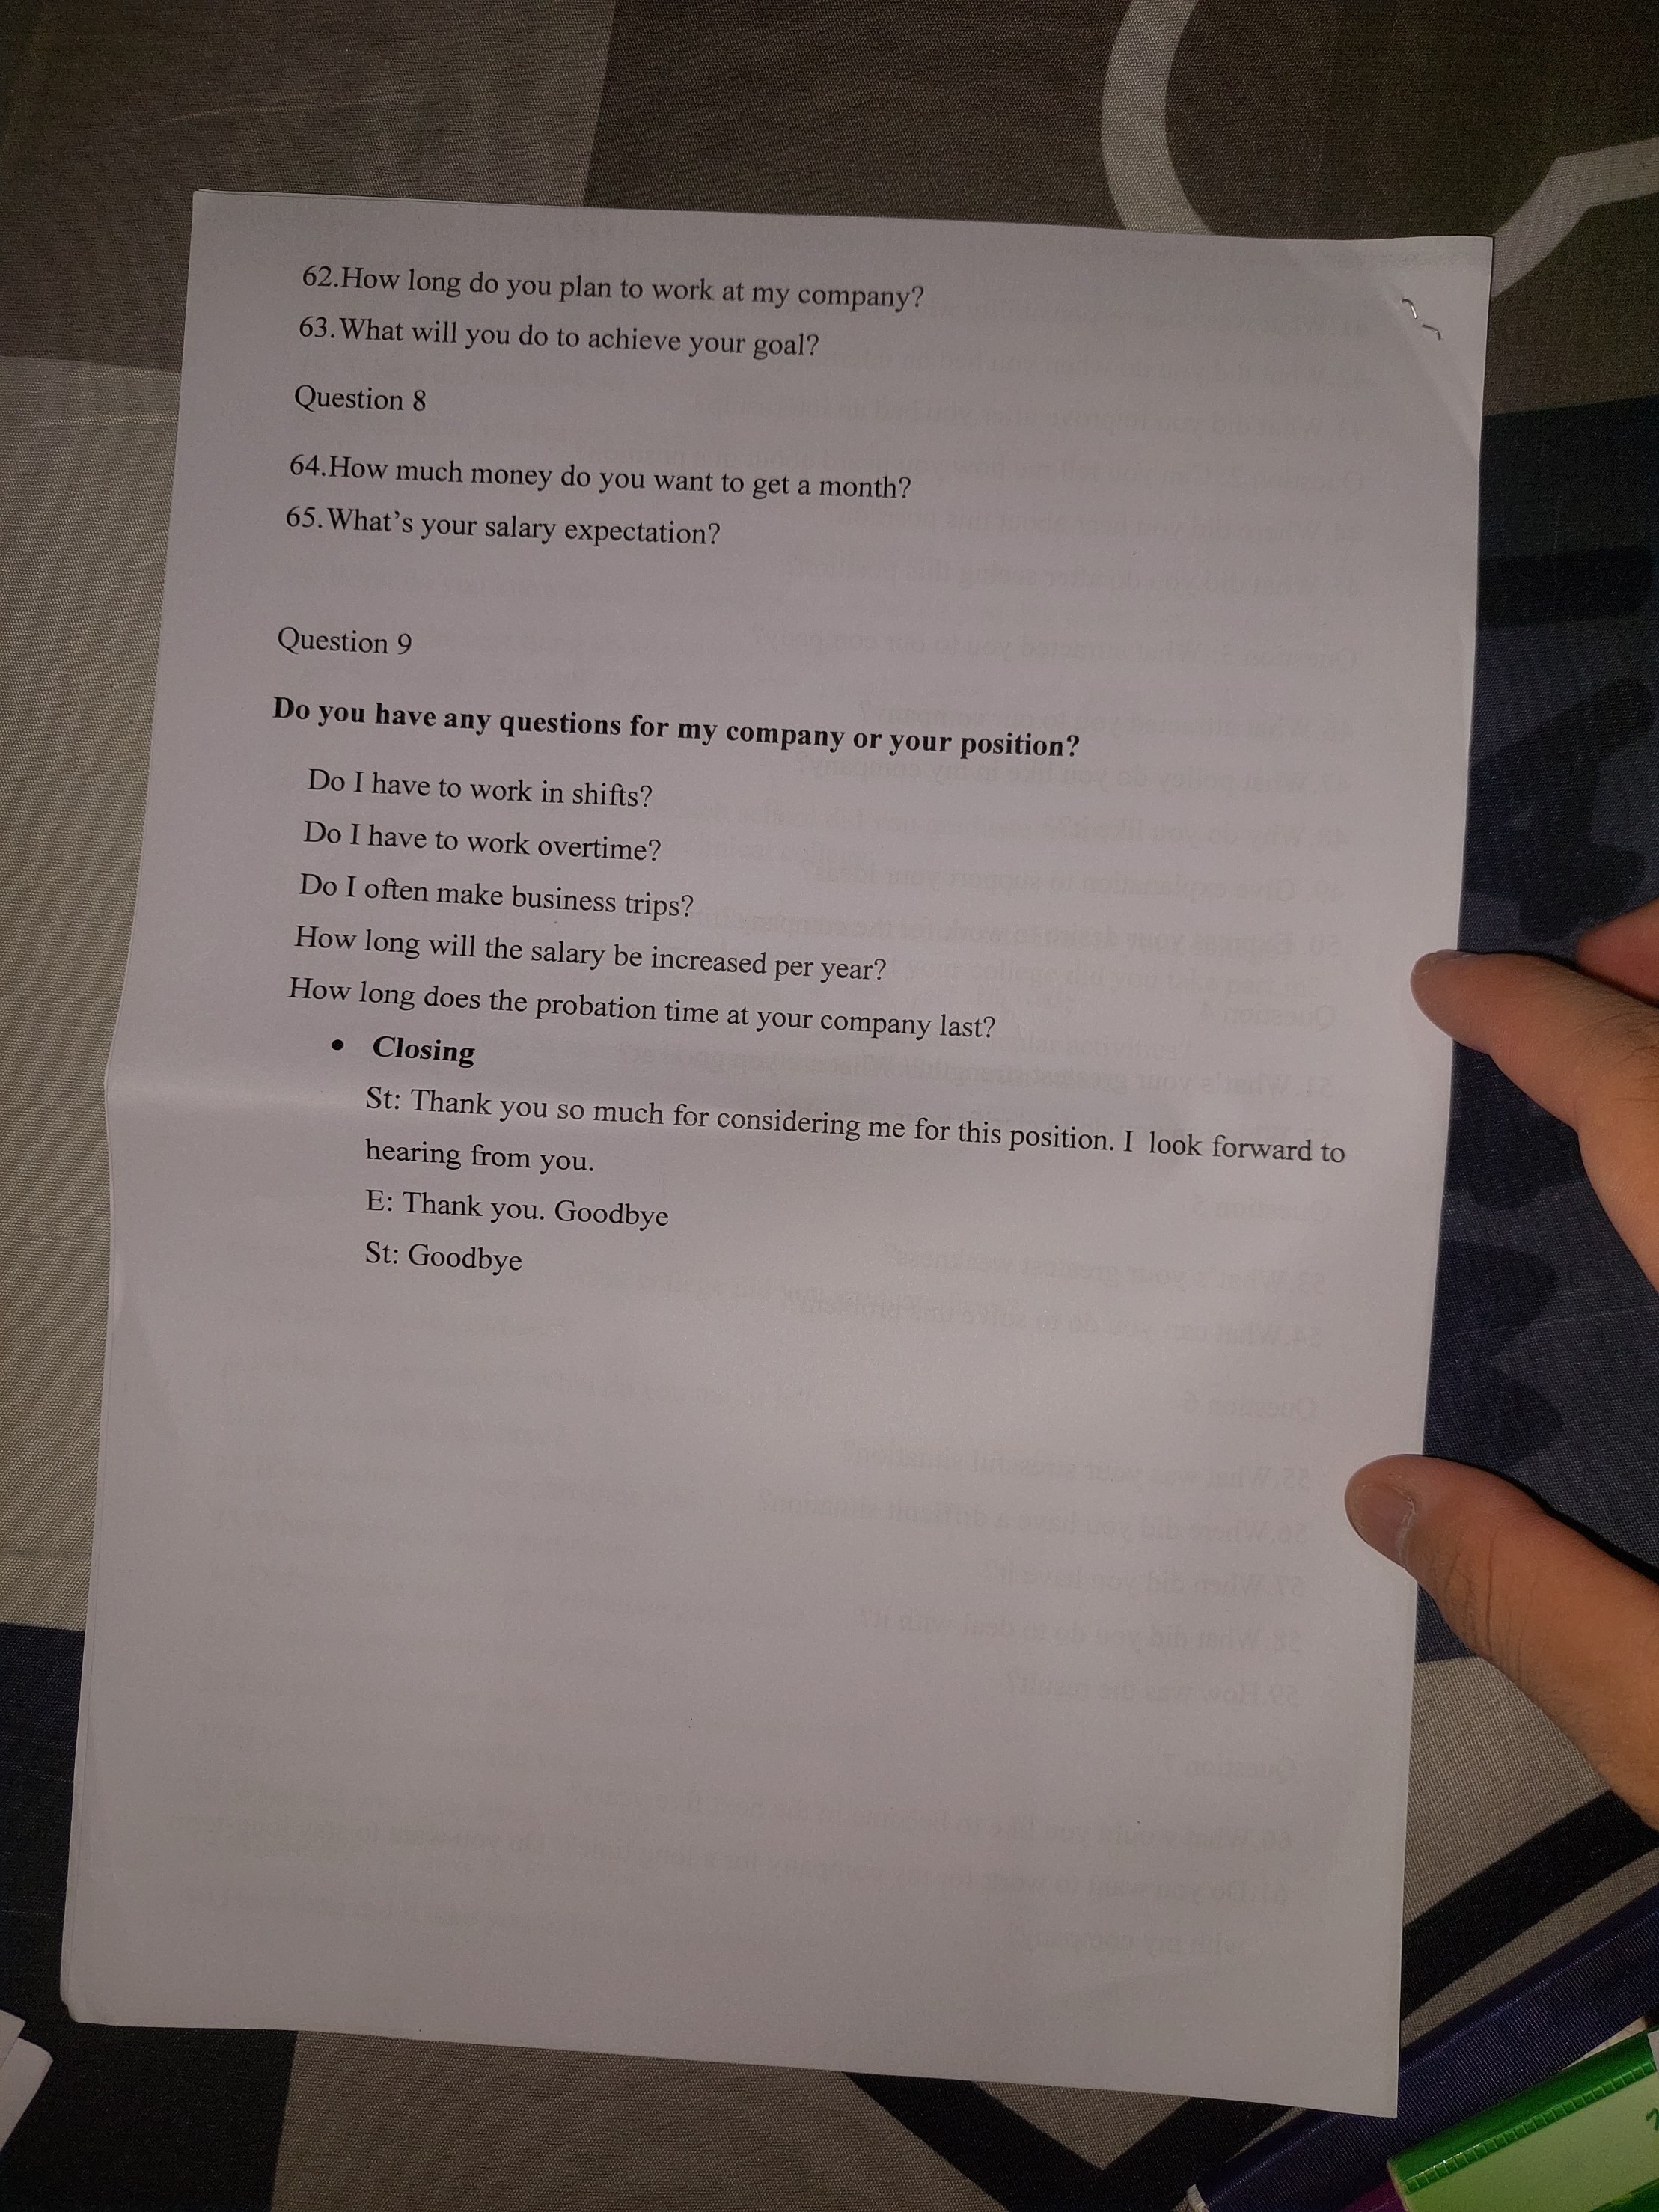 62.How long do you plan to work at my company?
63.What will you do to achieve your goal?
Question 8
64.How much money do you want to get a month?
65.What's your salary expectation?
Question 9
Do you have any questions for my company or your position?
Do I have to work in shifts?
Do I have to work overtime?
Do I often make business trips?
How long will the salary be increased per year?
How long does the probation time at your company last?
• Closing
St: Thank you so much for considering me for this position. I look forward to
hearing from you.
E: Thank you. Goodbye
St: Goodbye